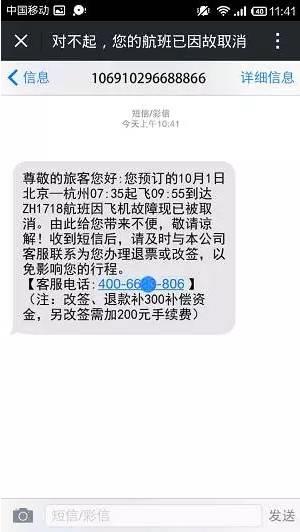 中国移动 11:41
对不起，您的航班已因故取消
信息 106910296688866 详细信息
短信/彩信
今天上午10:41
尊敬的旅客您好:您预订的10月1日
北京一杭州07:35起飞09:55到达
ZH1718航班因飞机故障现已被取
消。由此给您带来不便，敬请谅
解！收到短信后，请及时与本公司
客服联系为您办理退票或改签，以
免影响您的行程。
【客服电话:400-66 -806】
(注：改签、退款补300补偿资
金，另改签需加200元手续费)
短信/彩信 发送